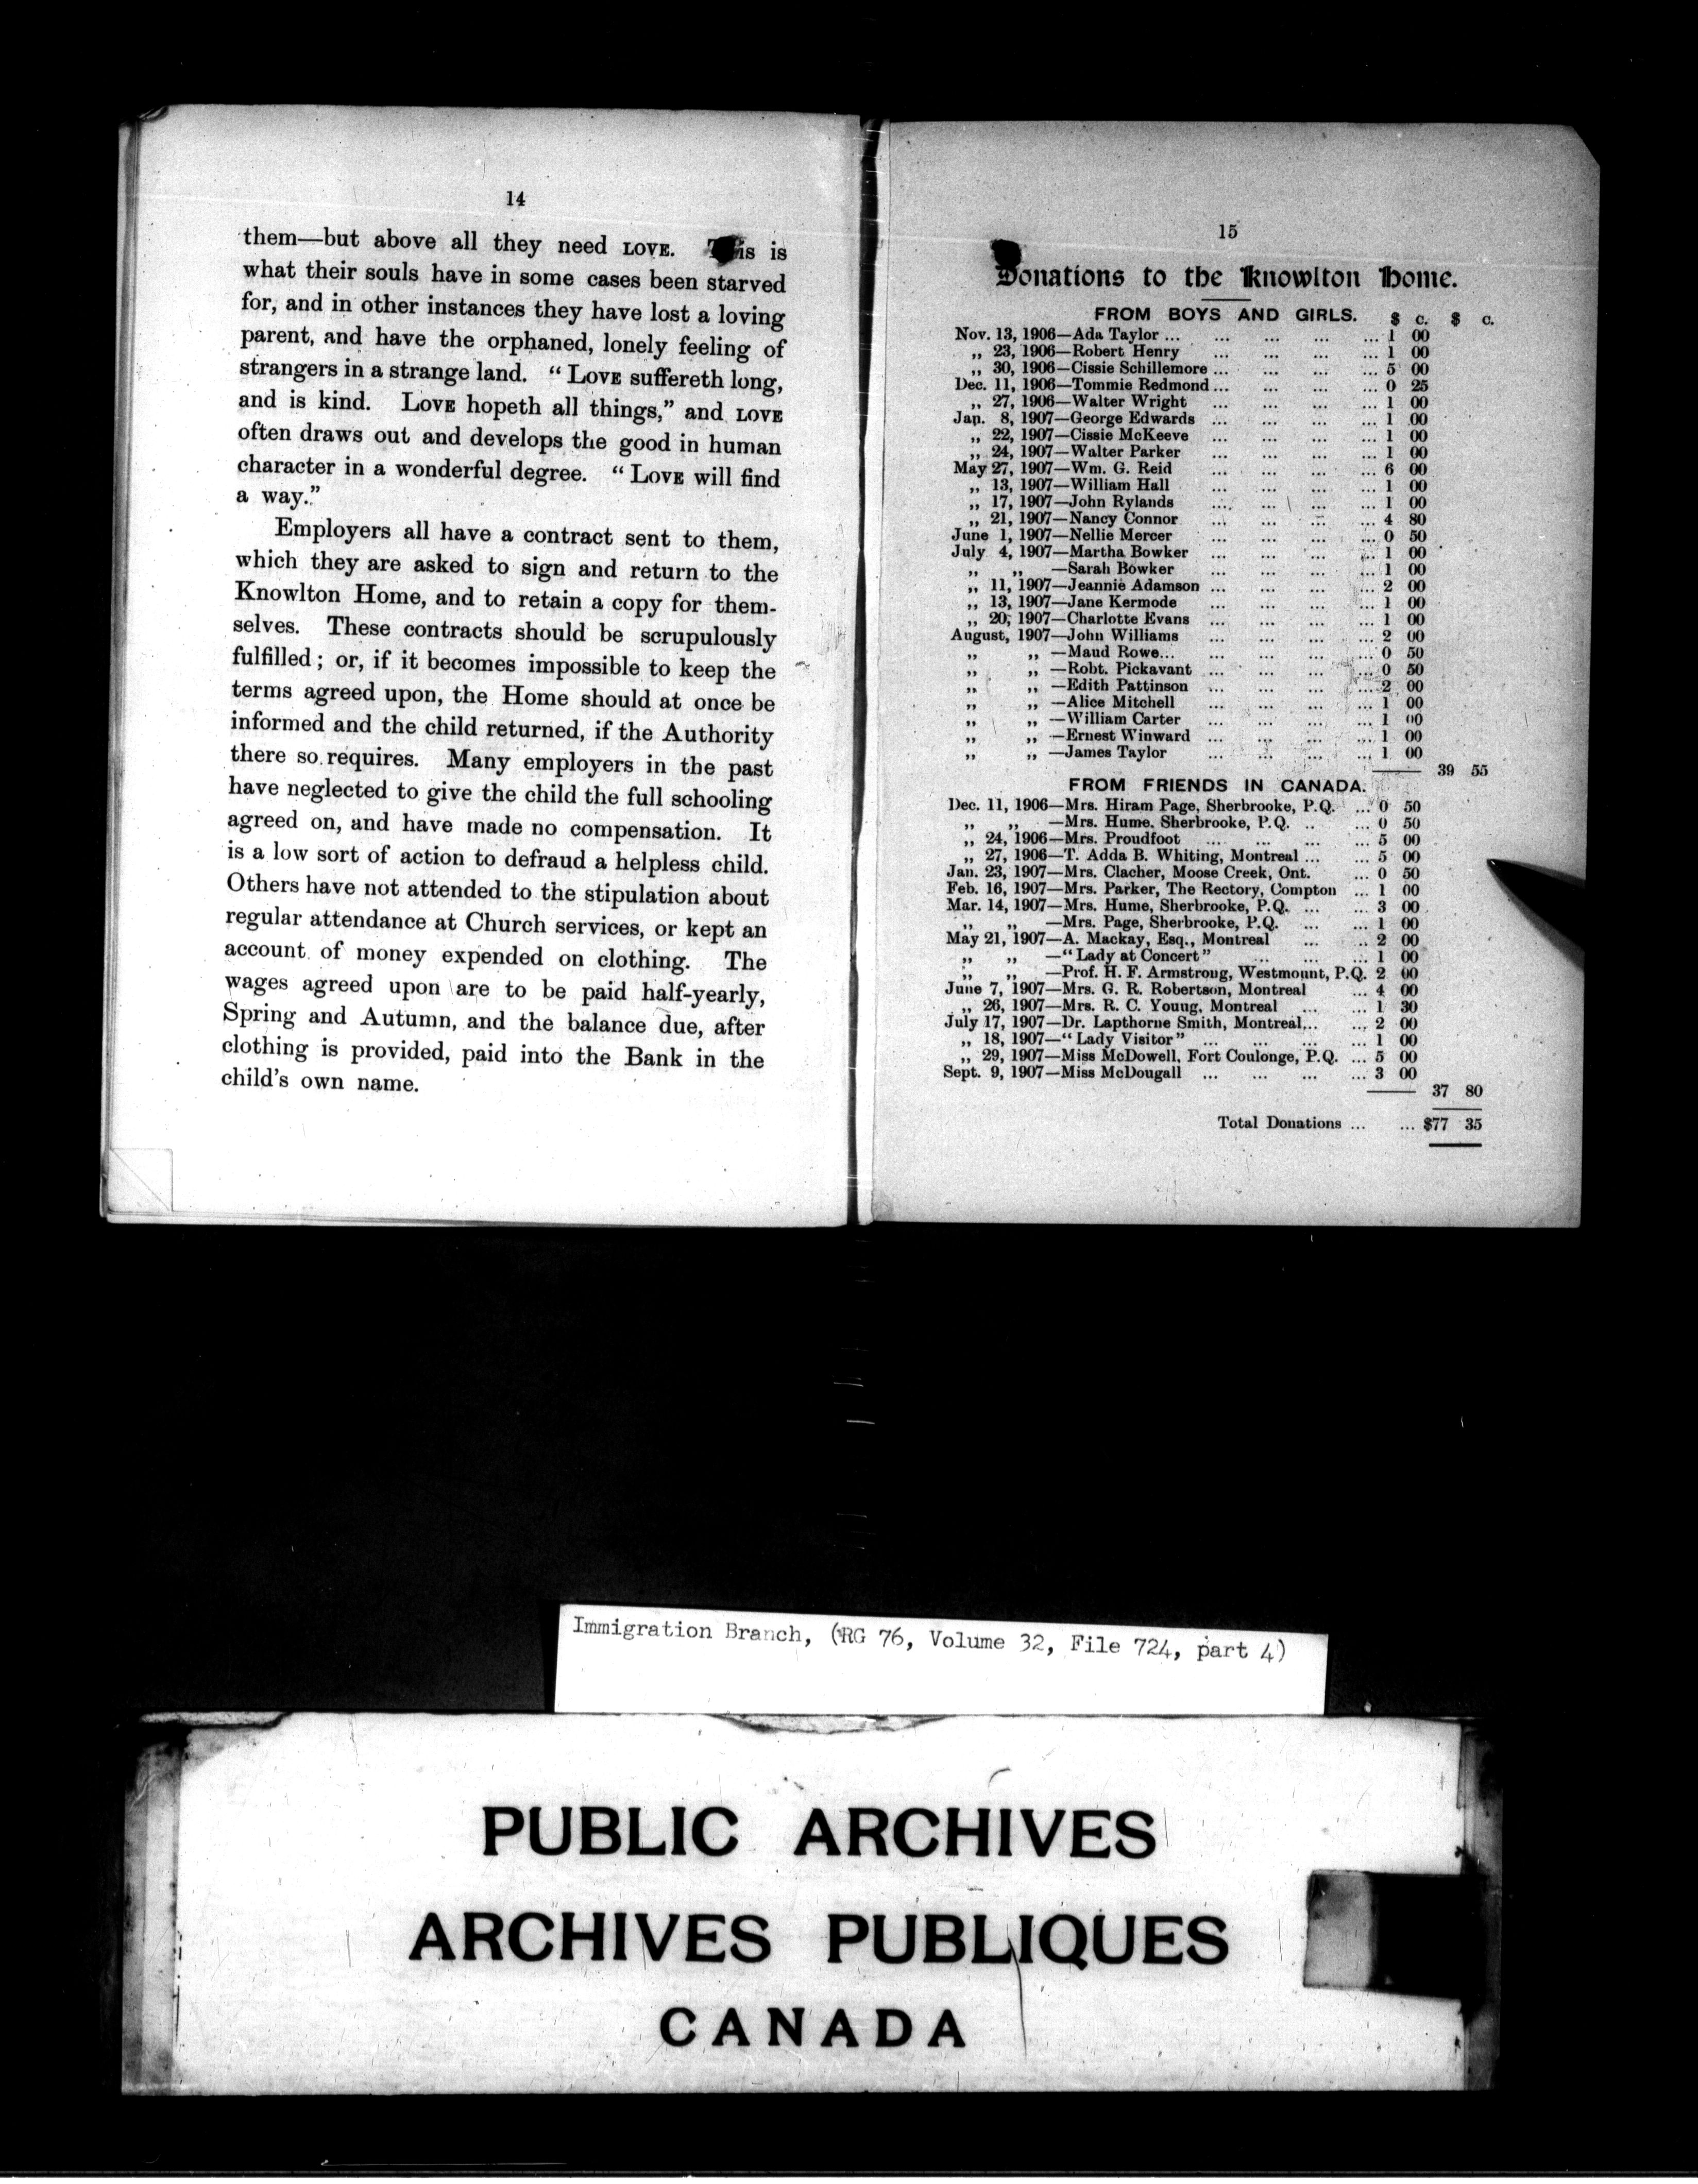 14
them—but above all they need LOVE. This is
what their souls have in some cases been starved
for, and in other instances they have lost a loving
parent, and have the orphaned, lonely feeling of
strangers in a strange land. “ LOVE suffereth long,
and is kind. LOVE hopeth all things,” and LOVE
often draws out and develops the good in human
character in a wonderful degree. “ LOVE will find
a way.”
Employers all have a contract sent to them,
which they are asked to sign and return to the
Knowlton Home, and to retain a copy for them-
selves. These contracts should be scrupulously
fulfilled ; or, if it becomes impossible to keep the
terms agreed upon, the Home should at once be
informed and the child returned, if the Authority
there so requires. Many employers in the past
have neglected to give the child the full schooling
agreed on, and have made no compensation. It
is a low sort of action to defraud a helpless child.
Others have not attended to the stipulation about
regular attendance at Church services, or kept an
account of money expended on clothing. The
wages agreed upon are to be paid half-yearly,
Spring and Autumn, and the balance due, after
clothing is provided, paid into the Bank in the
child’s own name.
15
Donations to the Knowlton Home.
FROM BOYS AND GIRLS. $ c. $ c.
Nov. 13, 1906—Ada Taylor ... ... ... ... ... 1 00
„ 23, 1906—Robert Henry ... ... ... ... 1 00
„ 30, 1906—Cissie Schillemore ... ... ... ... 5 00
Dec. 11, 1906—Tommie Redmond ... ... ... ... 0 25
„ 27, 1906—Walter Wright ... ... ... ... 1 00
Jan. 8, 1907—George Edwards ... ... ... ... 1 00
„ 22, 1907—Cissie McKeeve ... ... ... ... 1 00
„ 24, 1907—Walter Parker ... ... ... ... 1 00
May 27, 1907—Wm. G. Reid ... ... ... ... 6 00
„ 13, 1907—William Hall ... ... ... ... 1 00
„ 17, 1907—John Rylands ... ... ... ... 1 00
„ 21, 1907—Nancy Connor ... ... ... ... 4 80
June 1, 1907—Nellie Mercer ... ... ... ... 0 50
July 4, 1907—Martha Bowker ... ... ... ... 1 00
„ „ —Sarah Bowker ... ... ... ... 1 00
„ 11, 1907—Jeannie Adamson ... ... ... ... 2 00
„ 13, 1907—Jane Kermode ... ... ... ... 1 00
„ 20, 1907—Charlotte Evans ... ... ... ... 1 00
August, 1907—John Williams ... ... ... ... 2 00
„ „ —Maud Rowe... ... ... ... ... 0 50
„ „ —Robt. Pickavant ... ... ... ... 0 50
„ „ —Edith Pattinson ... ... ... ... 2 00
„ „ —Alice Mitchell ... ... ... ... 1 00
„ „ —William Carter ... ... ... ... 1 00
„ „ —Ernest Winward ... ... ... ... 1 00
„ „ —James Taylor ... ... ... ... 1 00
39 55
FROM FRIENDS IN CANADA.
Dec. 11, 1906—Mrs. Hiram Page, Sherbrooke, P.Q. ... 0 50
„ „ —Mrs. Hume, Sherbrooke, P.Q. .. ... 0 50
„ 24, 1906—Mrs. Proudfoot ... ... ... ... 5 00
„ 27, 1906—T. Adda B. Whiting, Montreal ... ... 5 00
Jan. 23, 1907—Mrs. Clacher, Moose Creek, Ont. ... 0 50
Feb. 16, 1907—Mrs. Parker, The Rectory, Compton ... 1 00
Mar. 14, 1907—Mrs. Hume, Sherbrooke, P.Q. ... ... 3 00
„ „ —Mrs. Page, Sherbrooke, P.Q. ... ... 1 00
May 21, 1907—A. Mackay, Esq., Montreal ... ... 2 00
„ „ —“ Lady at Concert ” ... ... ... 1 00
„ „ —Prof. H. F. Armstrong, Westmount, P.Q. 2 00
June 7, 1907—Mrs. G. R. Robertson, Montreal ... 4 00
„ 26, 1907—Mrs. R. C. Young, Montreal ... ... 1 30
July 17, 1907—Dr. Lapthorne Smith, Montreal... ... 2 00
„ 18, 1907—“ Lady Visitor ” ... ... ... ... 1 00
„ 29, 1907—Miss McDowell, Fort Coulonge, P.Q. ... 5 00
Sept. 9, 1907—Miss McDougall ... ... ... ... 3 00
37 80
Total Donations ... ... $77 35
Immigration Branch, (RG 76, Volume 32, File 724, part 4)
PUBLIC ARCHIVES
ARCHIVES PUBLIQUES
CANADA